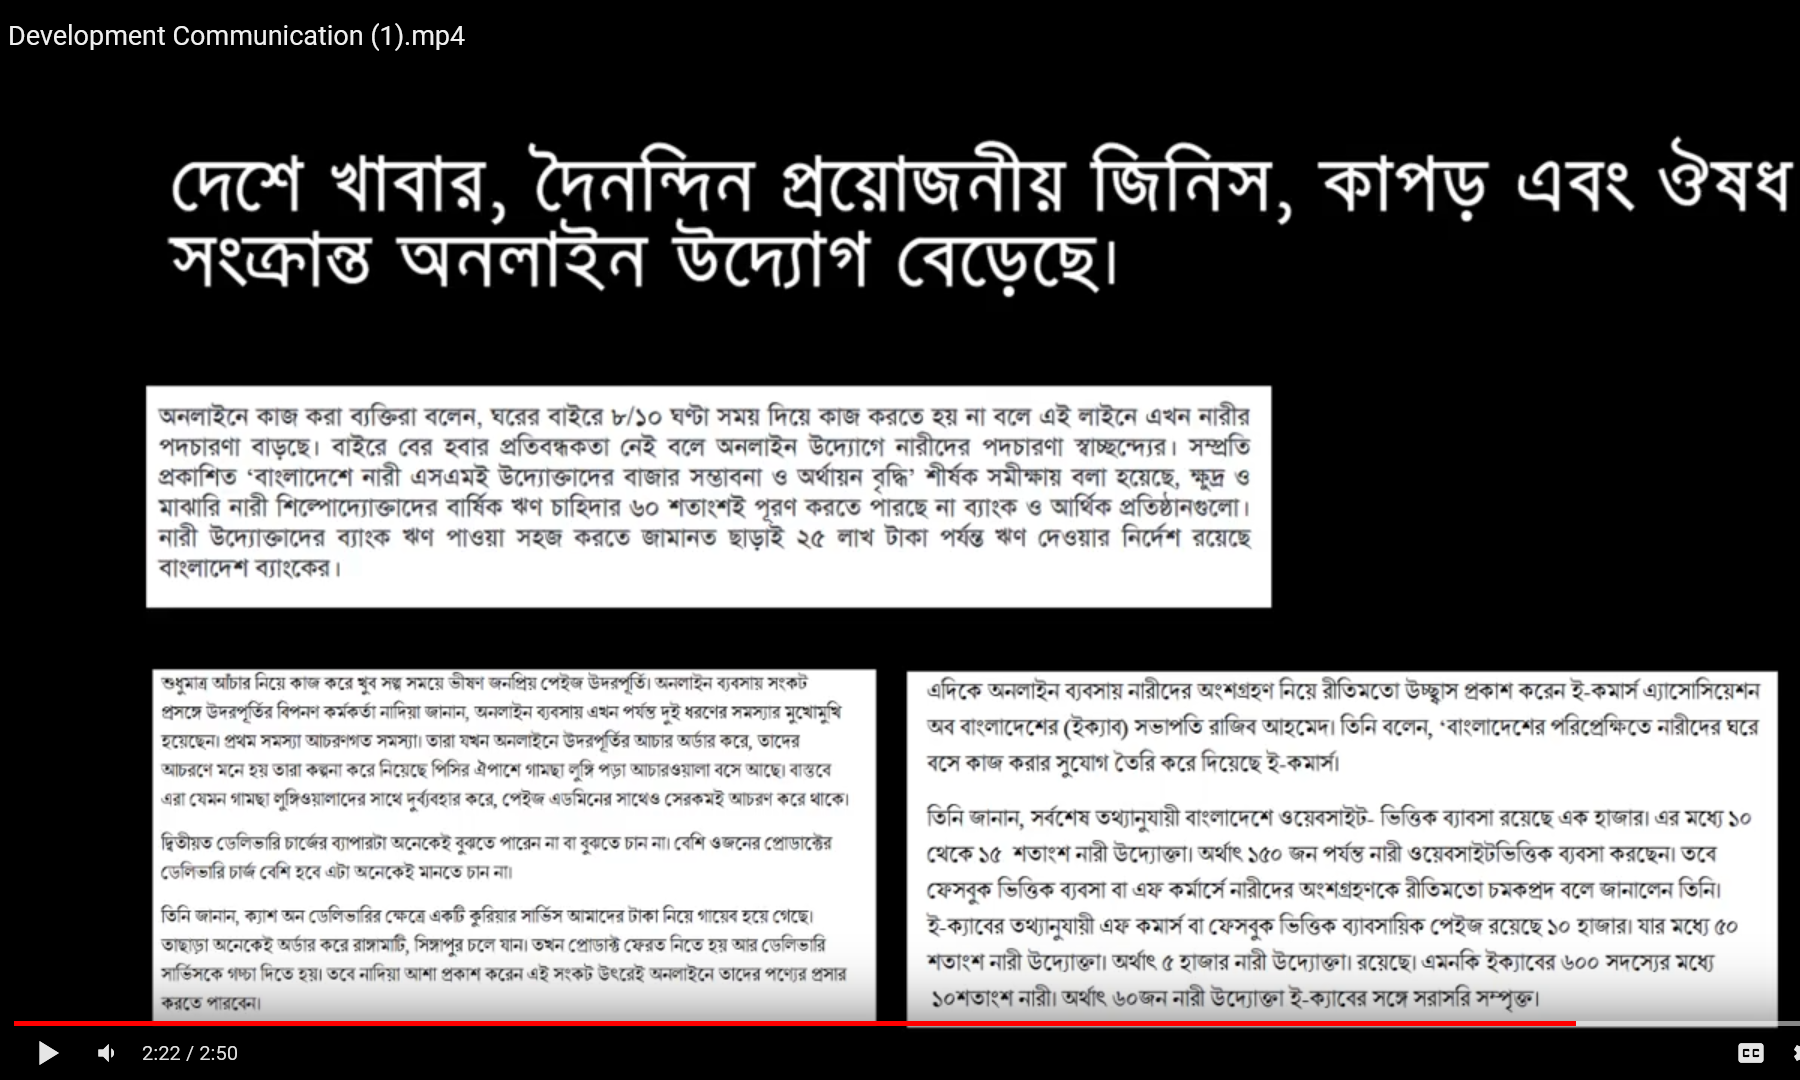 Development Communication (1).mp4
দেশে খাবার, দৈনন্দিন প্রয়োজনীয় জিনিস, কাপড় এবং ঔষধ
সংক্রান্ত অনলাইন উদ্যোগ বেড়েছে।
অনলাইনে কাজ করা ব্যক্তিরা বলেন, ঘরের বাইরে ৮/১০ ঘণ্টা সময় দিয়ে কাজ করতে হয় না বলে এই লাইনে এখন নারীর
পদচারণা বাড়ছে। বাইরে বের হবার প্রতিবন্ধকতা নেই বলে অনলাইন উদ্যোগে নারীদের পদচারণা স্বাচ্ছন্দ্যের। সম্প্রতি
প্রকাশিত ‘বাংলাদেশে নারী এসএমই উদ্যোক্তাদের বাজার সম্ভাবনা ও অর্থায়ন বৃদ্ধি’ শীর্ষক সমীক্ষায় বলা হয়েছে, ক্ষুদ্র ও
মাঝারি নারী শিল্পোদ্যোক্তাদের বার্ষিক ঋণ চাহিদার ৬০ শতাংশই পূরণ করতে পারছে না ব্যাংক ও আর্থিক প্রতিষ্ঠানগুলো।
নারী উদ্যোক্তাদের ব্যাংক ঋণ পাওয়া সহজ করতে জামানত ছাড়াই ২৫ লাখ টাকা পর্যন্ত ঋণ দেওয়ার নির্দেশ রয়েছে
বাংলাদেশ ব্যাংকের।
শুধুমাত্র আঁচার নিয়ে কাজ করে খুব সল্প সময়ে ভীষণ জনপ্রিয় পেইজ উদরপূর্তি। অনলাইন ব্যবসায় সংকট
প্রসঙ্গে উদরপূর্তির বিপনণ কর্মকর্তা নাদিয়া জানান, অনলাইন ব্যবসায় এখন পর্যন্ত দুই ধরণের সমস্যার মুখোমুখি
হয়েছেন। প্রথম সমস্যা আচরণগত সমস্যা। তারা যখন অনলাইনে উদরপূর্তির আচার অর্ডার করে, তাদের
আচরণে মনে হয় তারা কল্পনা করে নিয়েছে পিসির ঐপাশে গামছা লুঙ্গি পড়া আচারওয়ালা বসে আছে। বাস্তবে
এরা যেমন গামছা লুঙ্গিওয়ালাদের সাথে দুর্ব্যবহার করে, পেইজ এডমিনের সাথেও সেরকমই আচরণ করে থাকে।
দ্বিতীয়ত ডেলিভারি চার্জের ব্যাপারটা অনেকেই বুঝতে পারেন না বা বুঝতে চান না। বেশি ওজনের প্রোডাক্টের
ডেলিভারি চার্জ বেশি হবে এটা অনেকেই মানতে চান না।
তিনি জানান, ক্যাশ অন ডেলিভারির ক্ষেত্রে একটি কুরিয়ার সার্ভিস আমাদের টাকা নিয়ে গায়েব হয়ে গেছে।
তাছাড়া অনেকেই অর্ডার করে রাঙ্গামাটি, সিঙ্গাপুর চলে যান। তখন প্রোডাক্ট ফেরত নিতে হয় আর ডেলিভারি
সার্ভিসকে গচ্চা দিতে হয়। তবে নাদিয়া আশা প্রকাশ করেন এই সংকট উৎরেই অনলাইনে তাদের পণ্যের প্রসার
করতে পারবেন।
এদিকে অনলাইন ব্যবসায় নারীদের অংশগ্রহণ নিয়ে রীতিমতো উচ্ছ্বাস প্রকাশ করেন ই-কমার্স এ্যাসোসিয়েশন
অব বাংলাদেশের (ইক্যাব) সভাপতি রাজিব আহমেদ। তিনি বলেন, ‘বাংলাদেশের পরিপ্রেক্ষিতে নারীদের ঘরে
বসে কাজ করার সুযোগ তৈরি করে দিয়েছে ই-কমার্স।
তিনি জানান, সর্বশেষ তথ্যানুযায়ী বাংলাদেশে ওয়েবসাইট- ভিত্তিক ব্যাবসা রয়েছে এক হাজার। এর মধ্যে ১০
থেকে ১৫ শতাংশ নারী উদ্যোক্তা। অর্থাৎ ১৫০ জন পর্যন্ত নারী ওয়েবসাইটভিত্তিক ব্যবসা করছেন। তবে
ফেসবুক ভিত্তিক ব্যবসা বা এফ কর্মার্সে নারীদের অংশগ্রহণকে রীতিমতো চমকপ্রদ বলে জানালেন তিনি।
ই-ক্যাবের তথ্যানুযায়ী এফ কমার্স বা ফেসবুক ভিত্তিক ব্যাবসায়িক পেইজ রয়েছে ১০ হাজার। যার মধ্যে ৫০
শতাংশ নারী উদ্যোক্তা। অর্থাৎ ৫ হাজার নারী উদ্যোক্তা। রয়েছে। এমনকি ইক্যাবের ৬০০ সদস্যের মধ্যে
১০শতাংশ নারী। অর্থাৎ ৬০জন নারী উদ্যোক্তা ই-ক্যাবের সঙ্গে সরাসরি সম্পৃক্ত।
2:22 / 2:50
CC